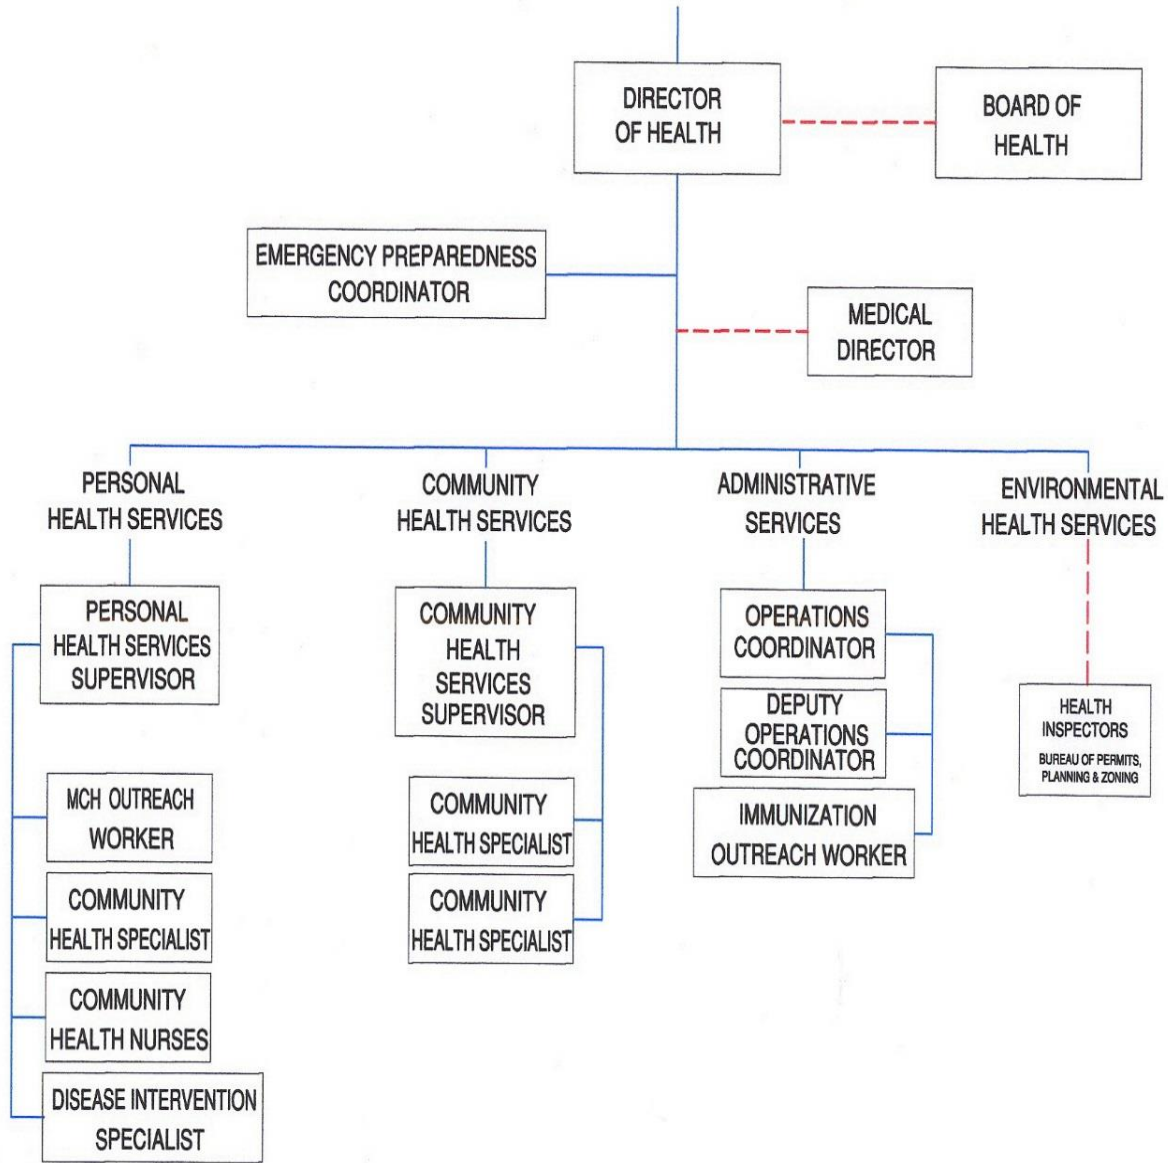 DIRECTOR
OF HEALTH
BOARD OF
HEALTH
EMERGENCY PREPAREDNESS
COORDINATOR
MEDICAL
DIRECTOR
PERSONAL
HEALTH SERVICES
COMMUNITY
HEALTH SERVICES
ADMINISTRATIVE
SERVICES
ENVIRONMENTAL
HEALTH SERVICES
PERSONAL
HEALTH SERVICES
SUPERVISOR
MCH OUTREACH
WORKER
COMMUNITY
HEALTH SPECIALIST
COMMUNITY
HEALTH NURSES
DISEASE INTERVENTION
SPECIALIST
COMMUNITY
HEALTH
SERVICES
SUPERVISOR
COMMUNITY
HEALTH SPECIALIST
COMMUNITY
HEALTH SPECIALIST
OPERATIONS
COORDINATOR
DEPUTY
OPERATIONS
COORDINATOR
IMMUNIZATION
OUTREACH WORKER
HEALTH
INSPECTORS
BUREAU OF PERMITS,
PLANNING & ZONING